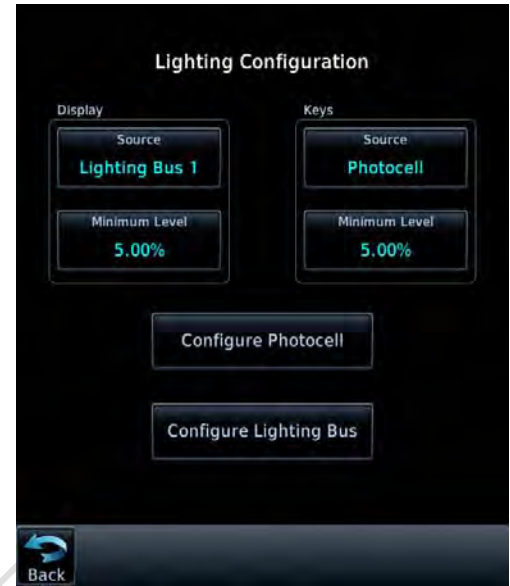 Lighting Configuration
Display
Source
Lighting Bus 1
Minimum Level
5.00%
Keys
Source
Photocell
Minimum Level
5.00%
Configure Photocell
Configure Lighting Bus
Back